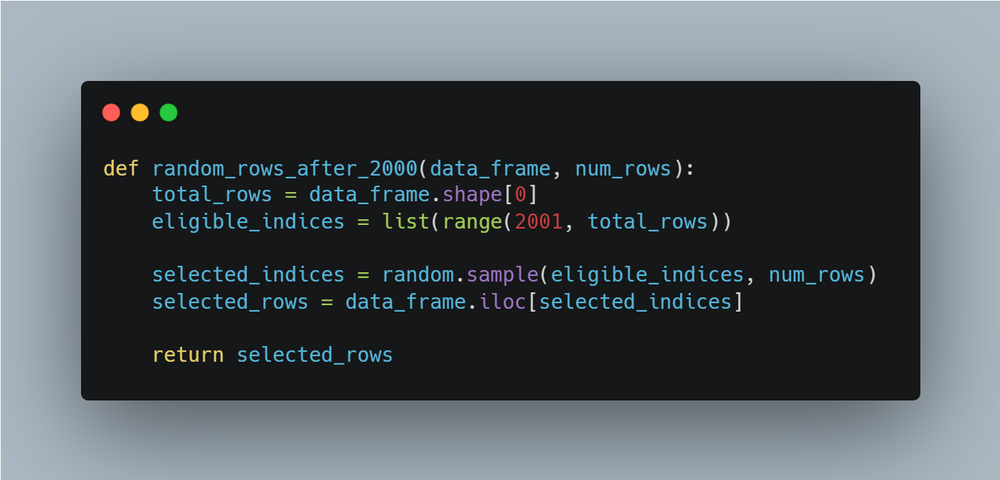 def random_rows_after_2000(data_frame, num_rows):
    total_rows = data_frame.shape[0]
    eligible_indices = list(range(2001, total_rows))
    selected_indices = random.sample(eligible_indices, num_rows)
    selected_rows = data_frame.iloc[selected_indices]
    return selected_rows